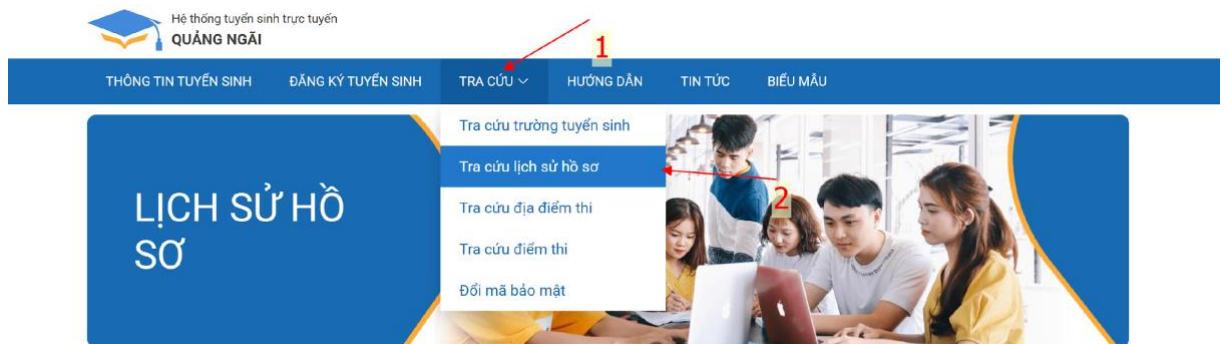 Hệ thống tuyển sinh trực tuyến
QUẢNG NGÃI
1
THÔNG TIN TUYỂN SINH ĐĂNG KÝ TUYỂN SINH TRA CỨU HƯỚNG DẪN TIN TỨC BIỂU MẪU
Tra cứu trường tuyển sinh
Tra cứu lịch sử hồ sơ
2
Tra cứu địa điểm thi
Tra cứu điểm thi
Đổi mã bảo mật
LỊCH SỬ HỒ
SƠ